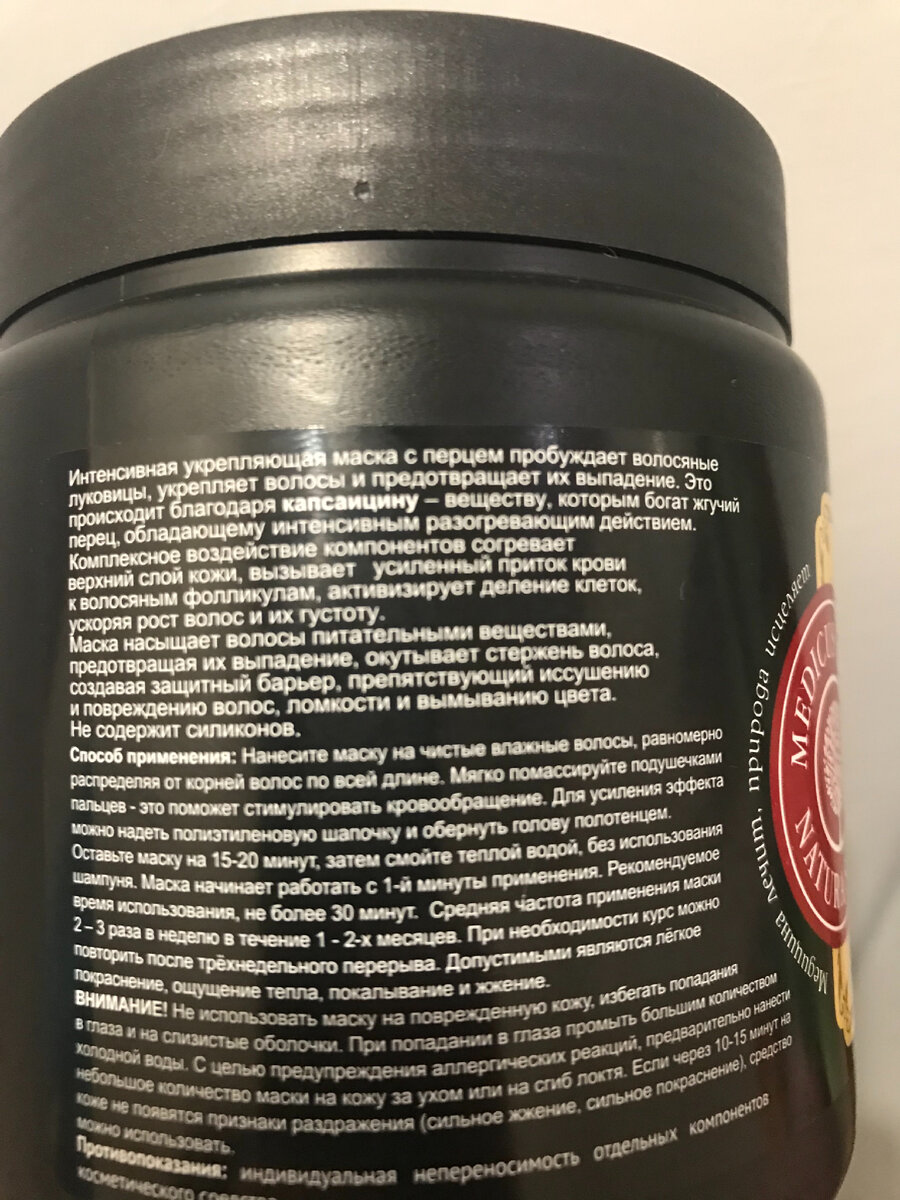 Интенсивная укрепляющая маска с перцем пробуждает волосяные
луковицы, укрепляет волосы и предотвращает их выпадение. Это
происходит благодаря капсаицину – веществу, которым богат жгучий
перец, обладающему интенсивным разогревающим действием.
Комплексное воздействие компонентов согревает
верхний слой кожи, вызывает усиленный приток крови
к волосяным фолликулам, активизирует деление клеток,
ускоряя рост волос и их густоту.
Маска насыщает волосы питательными веществами,
предотвращая их выпадение, окутывает стержень волоса,
создавая защитный барьер, препятствующий иссушению
и повреждению волос, ломкости и вымыванию цвета.
Не содержит силиконов.
Способ применения: Нанесите маску на чистые влажные волосы, равномерно
распределяя от корней волос по всей длине. Мягко помассируйте подушечками
пальцев - это поможет стимулировать кровообращение. Для усиления эффекта
можно надеть полиэтиленовую шапочку и обернуть голову полотенцем.
Оставьте маску на 15-20 минут, затем смойте теплой водой, без использования
шампуня. Маска начинает работать с 1-й минуты применения. Рекомендуемое
время использования, не более 30 минут. Средняя частота применения маски
2 – 3 раза в неделю в течение 1 - 2-х месяцев. При необходимости курс можно
повторить после трёхнедельного перерыва. Допустимыми являются лёгкое
покраснение, ощущение тепла, покалывание и жжение.
ВНИМАНИЕ! Не использовать маску на поврежденную кожу, избегать попадания
в глаза и на слизистые оболочки. При попадании в глаза промыть большим количеством
холодной воды. С целью предупреждения аллергических реакций, предварительно нанести
небольшое количество маски на кожу за ухом или на сгиб локтя. Если через 10-15 минут на
коже не появятся признаки раздражения (сильное жжение, сильное покраснение), средство
можно использовать.
Противопоказания: индивидуальная непереносимость отдельных компонентов
косметического
Медицина лечит, природа исцеляет